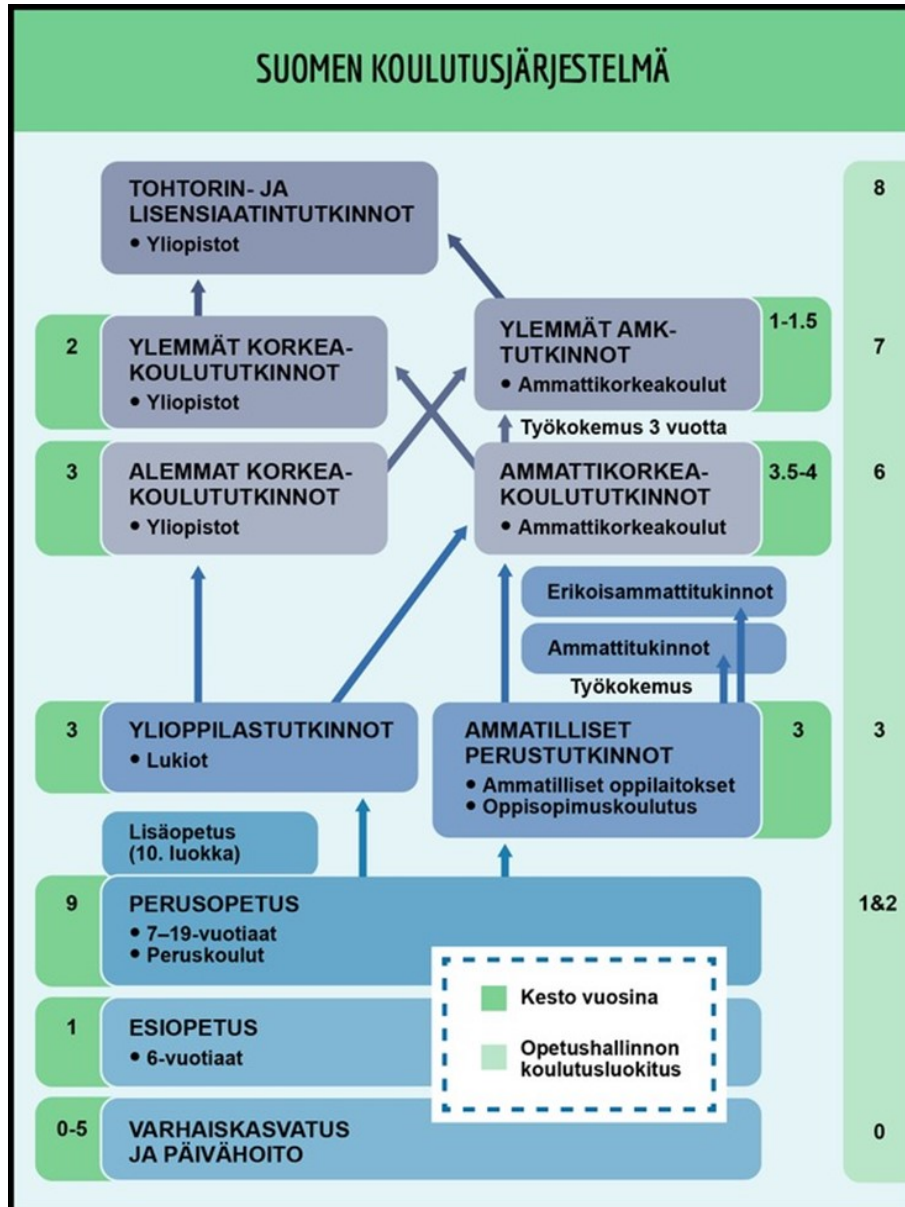 SUOMEN KOULUTUSJÄRJESTELMÄ
TOHTORIN- JA
LISENSIAATINTUTKINNOT
• Yliopistot
8
2
YLEMMÄT KORKEA-
KOULUTUTKINNOT
• Yliopistot
YLEMMÄT AMK-
TUTKINNOT
• Ammattikorkeakoulut
1-1.5
7
Työkokemus 3 vuotta
3
ALEMMAT KORKEA-
KOULUTUTKINNOT
• Yliopistot
AMMATTIKORKEA-
KOULUTUTKINNOT
• Ammattikorkeakoulut
3.5-4
6
Erikoisammattitukinnot
Ammattitukinnot
Työkokemus
3
YLIOPPILASTUTKINNOT
• Lukiot
AMMATILLISET
PERUSTUTKINNOT
• Ammatilliset oppilaitokset
• Oppisopimuskoulutus
3
3
Lisäopetus
(10. luokka)
9
PERUSOPETUS
• 7–19-vuotiaat
• Peruskoulut
1&2
1
ESIOPETUS
• 6-vuotiaat
Kesto vuosina
Opetushallinnon
koulutusluokitus
0-5
VARHAISKASVATUS
JA PÄIVÄHOITO
0